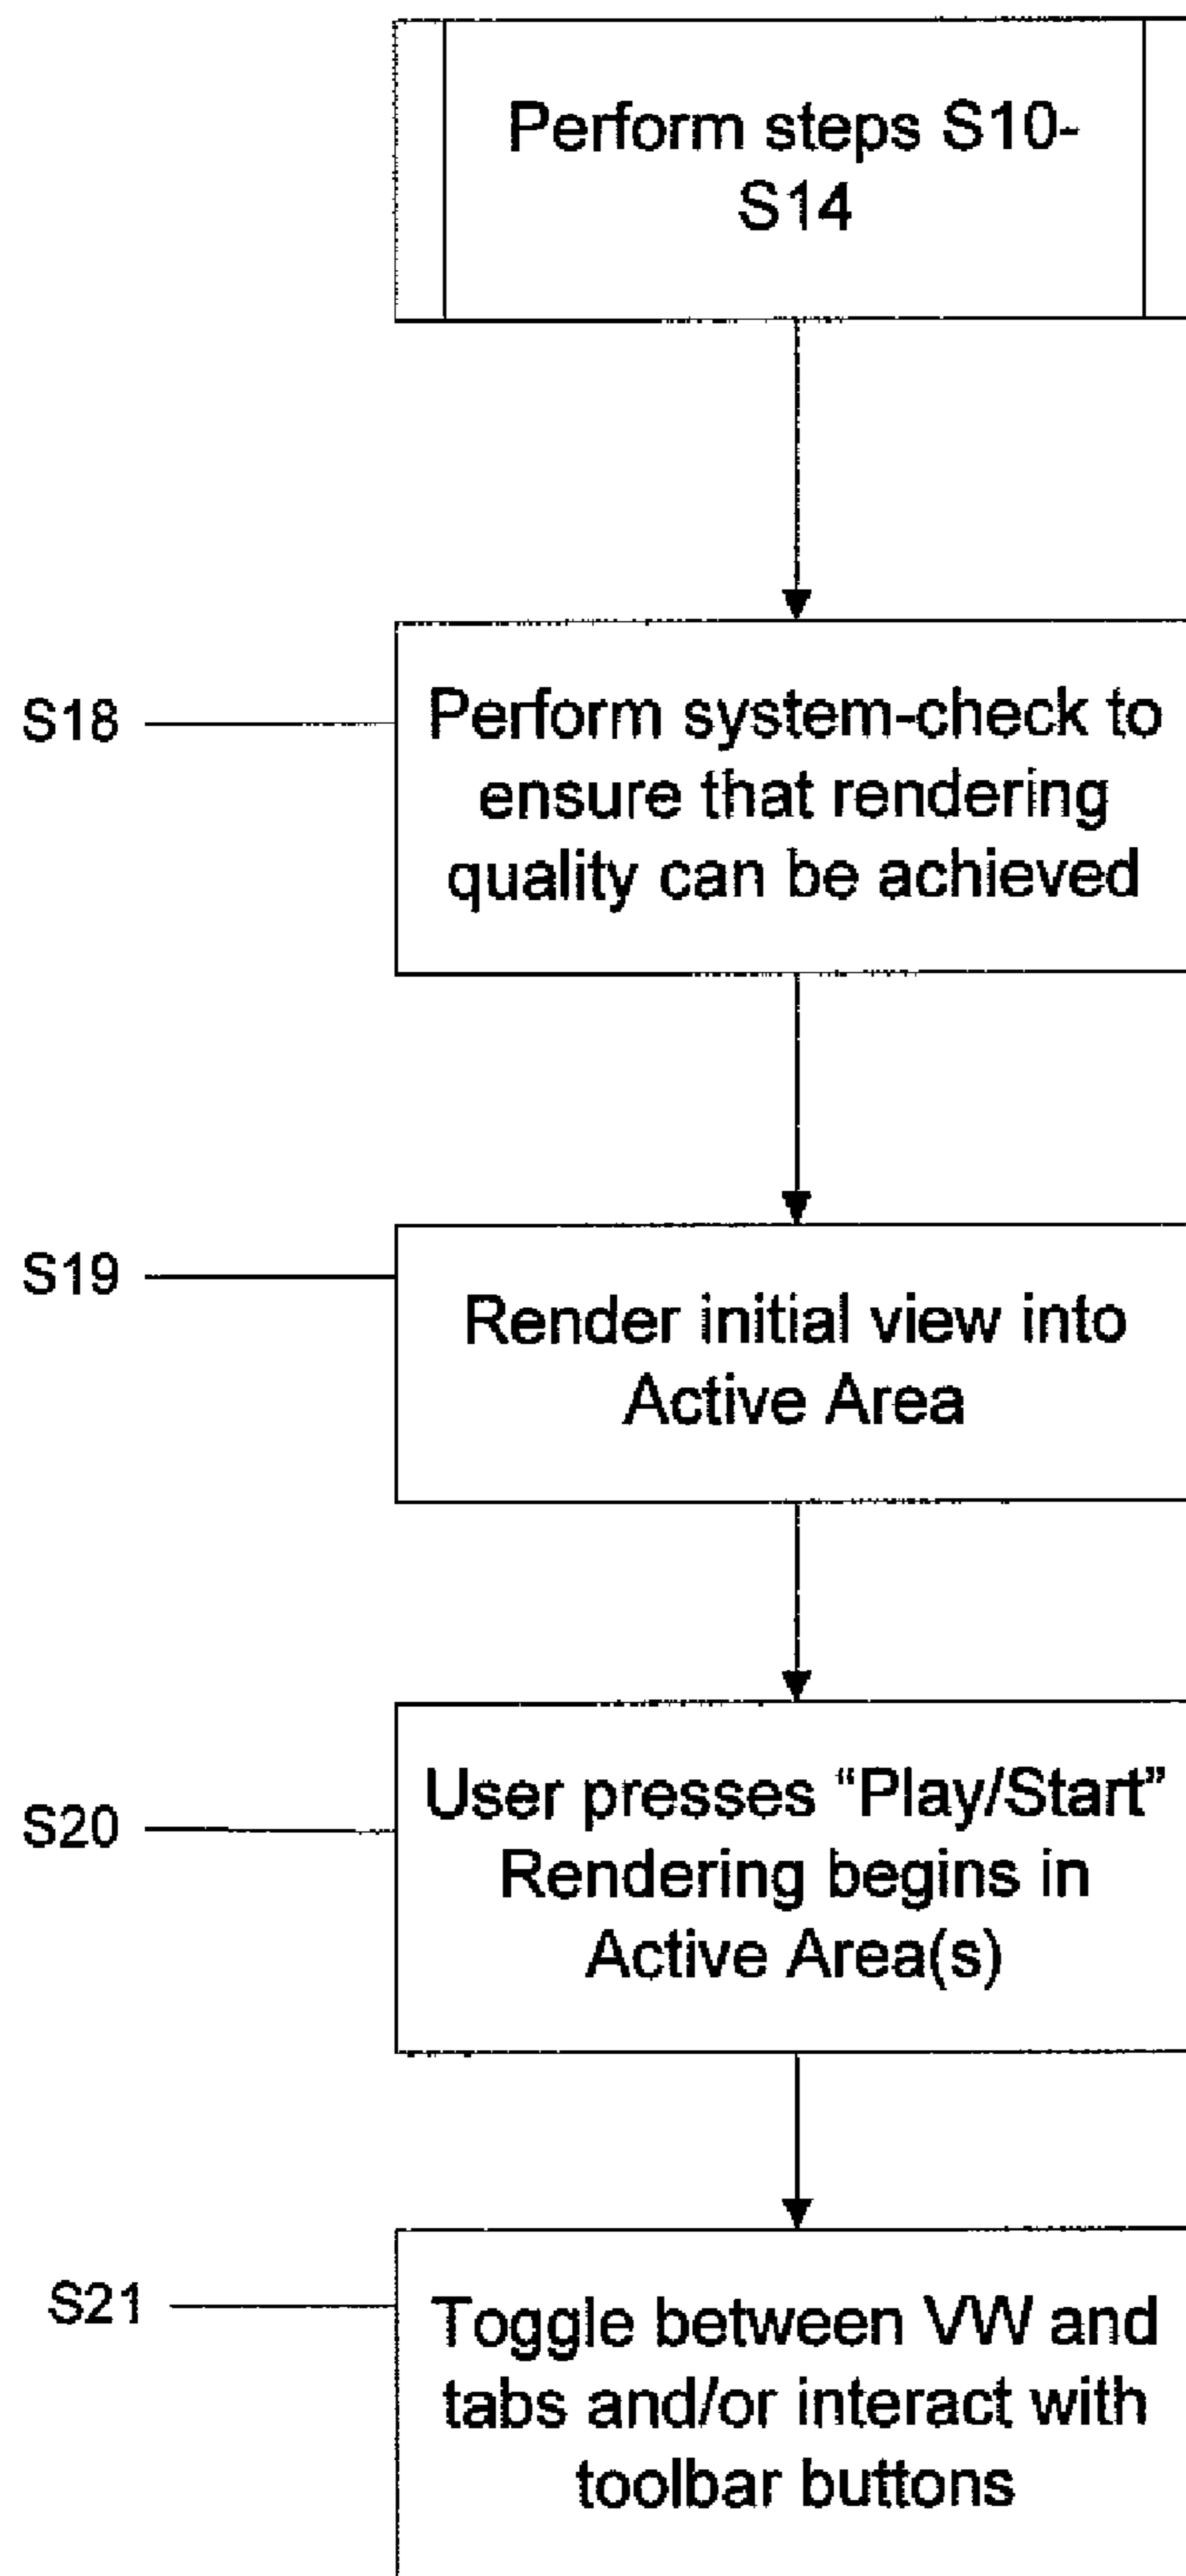 Perform steps S10-
S14
S18
Perform system-check to
ensure that rendering
quality can be achieved
S19
Render initial view into
Active Area
S20
User presses “Play/Start”
Rendering begins in
Active Area(s)
S21
Toggle between VW and
tabs and/or interact with
toolbar buttons